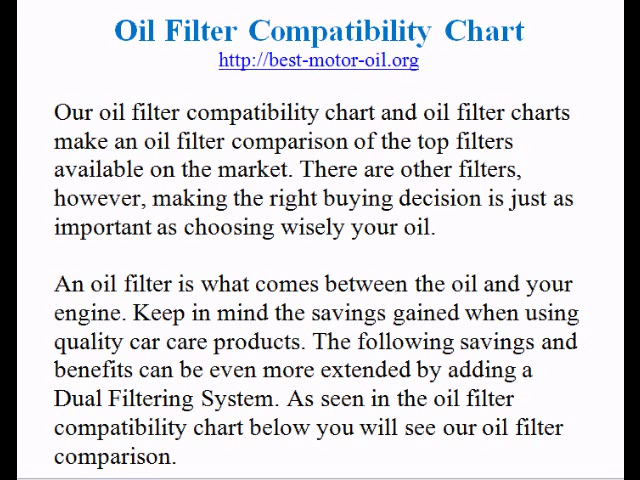 Oil Filter Compatibility Chart
http://best-motor-oil.org
Our oil filter compatibility chart and oil filter charts
make an oil filter comparison of the top filters
available on the market. There are other filters,
however, making the right buying decision is just as
important as choosing wisely your oil.
An oil filter is what comes between the oil and your
engine. Keep in mind the savings gained when using
quality car care products. The following savings and
benefits can be even more extended by adding a
Dual Filtering System. As seen in the oil filter
compatibility chart below you will see our oil filter
comparison.